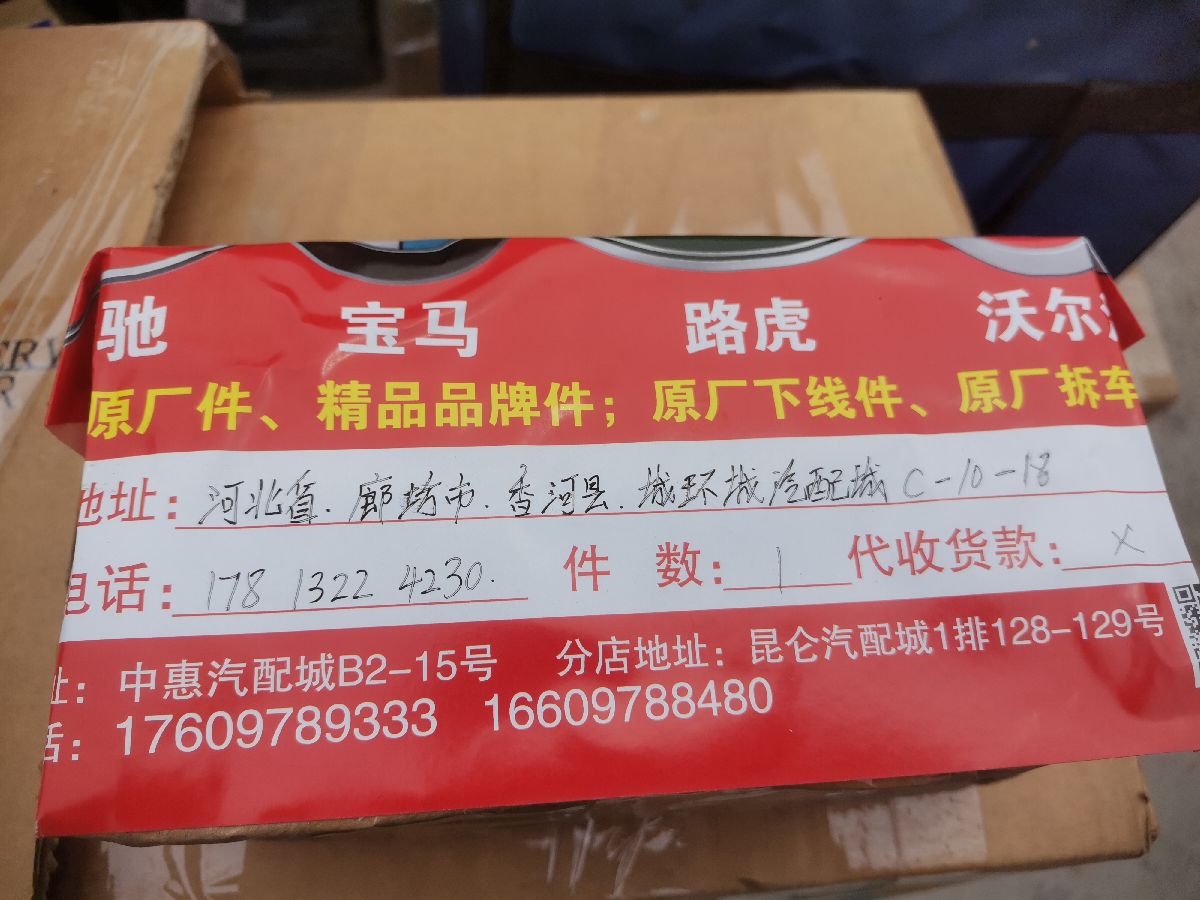 驰 宝马 路虎 沃尔
原厂件、精品品牌件；原厂下线件、原厂拆车
地址：河北省.廊坊市.香河县.城环城汽配城C-10-18
电话：178 1322 4230. 件 数：1 代收货款：×
址：中惠汽配城B2-15号 分店地址：昆仑汽配城1排128-129号
话：17609789333 16609788480